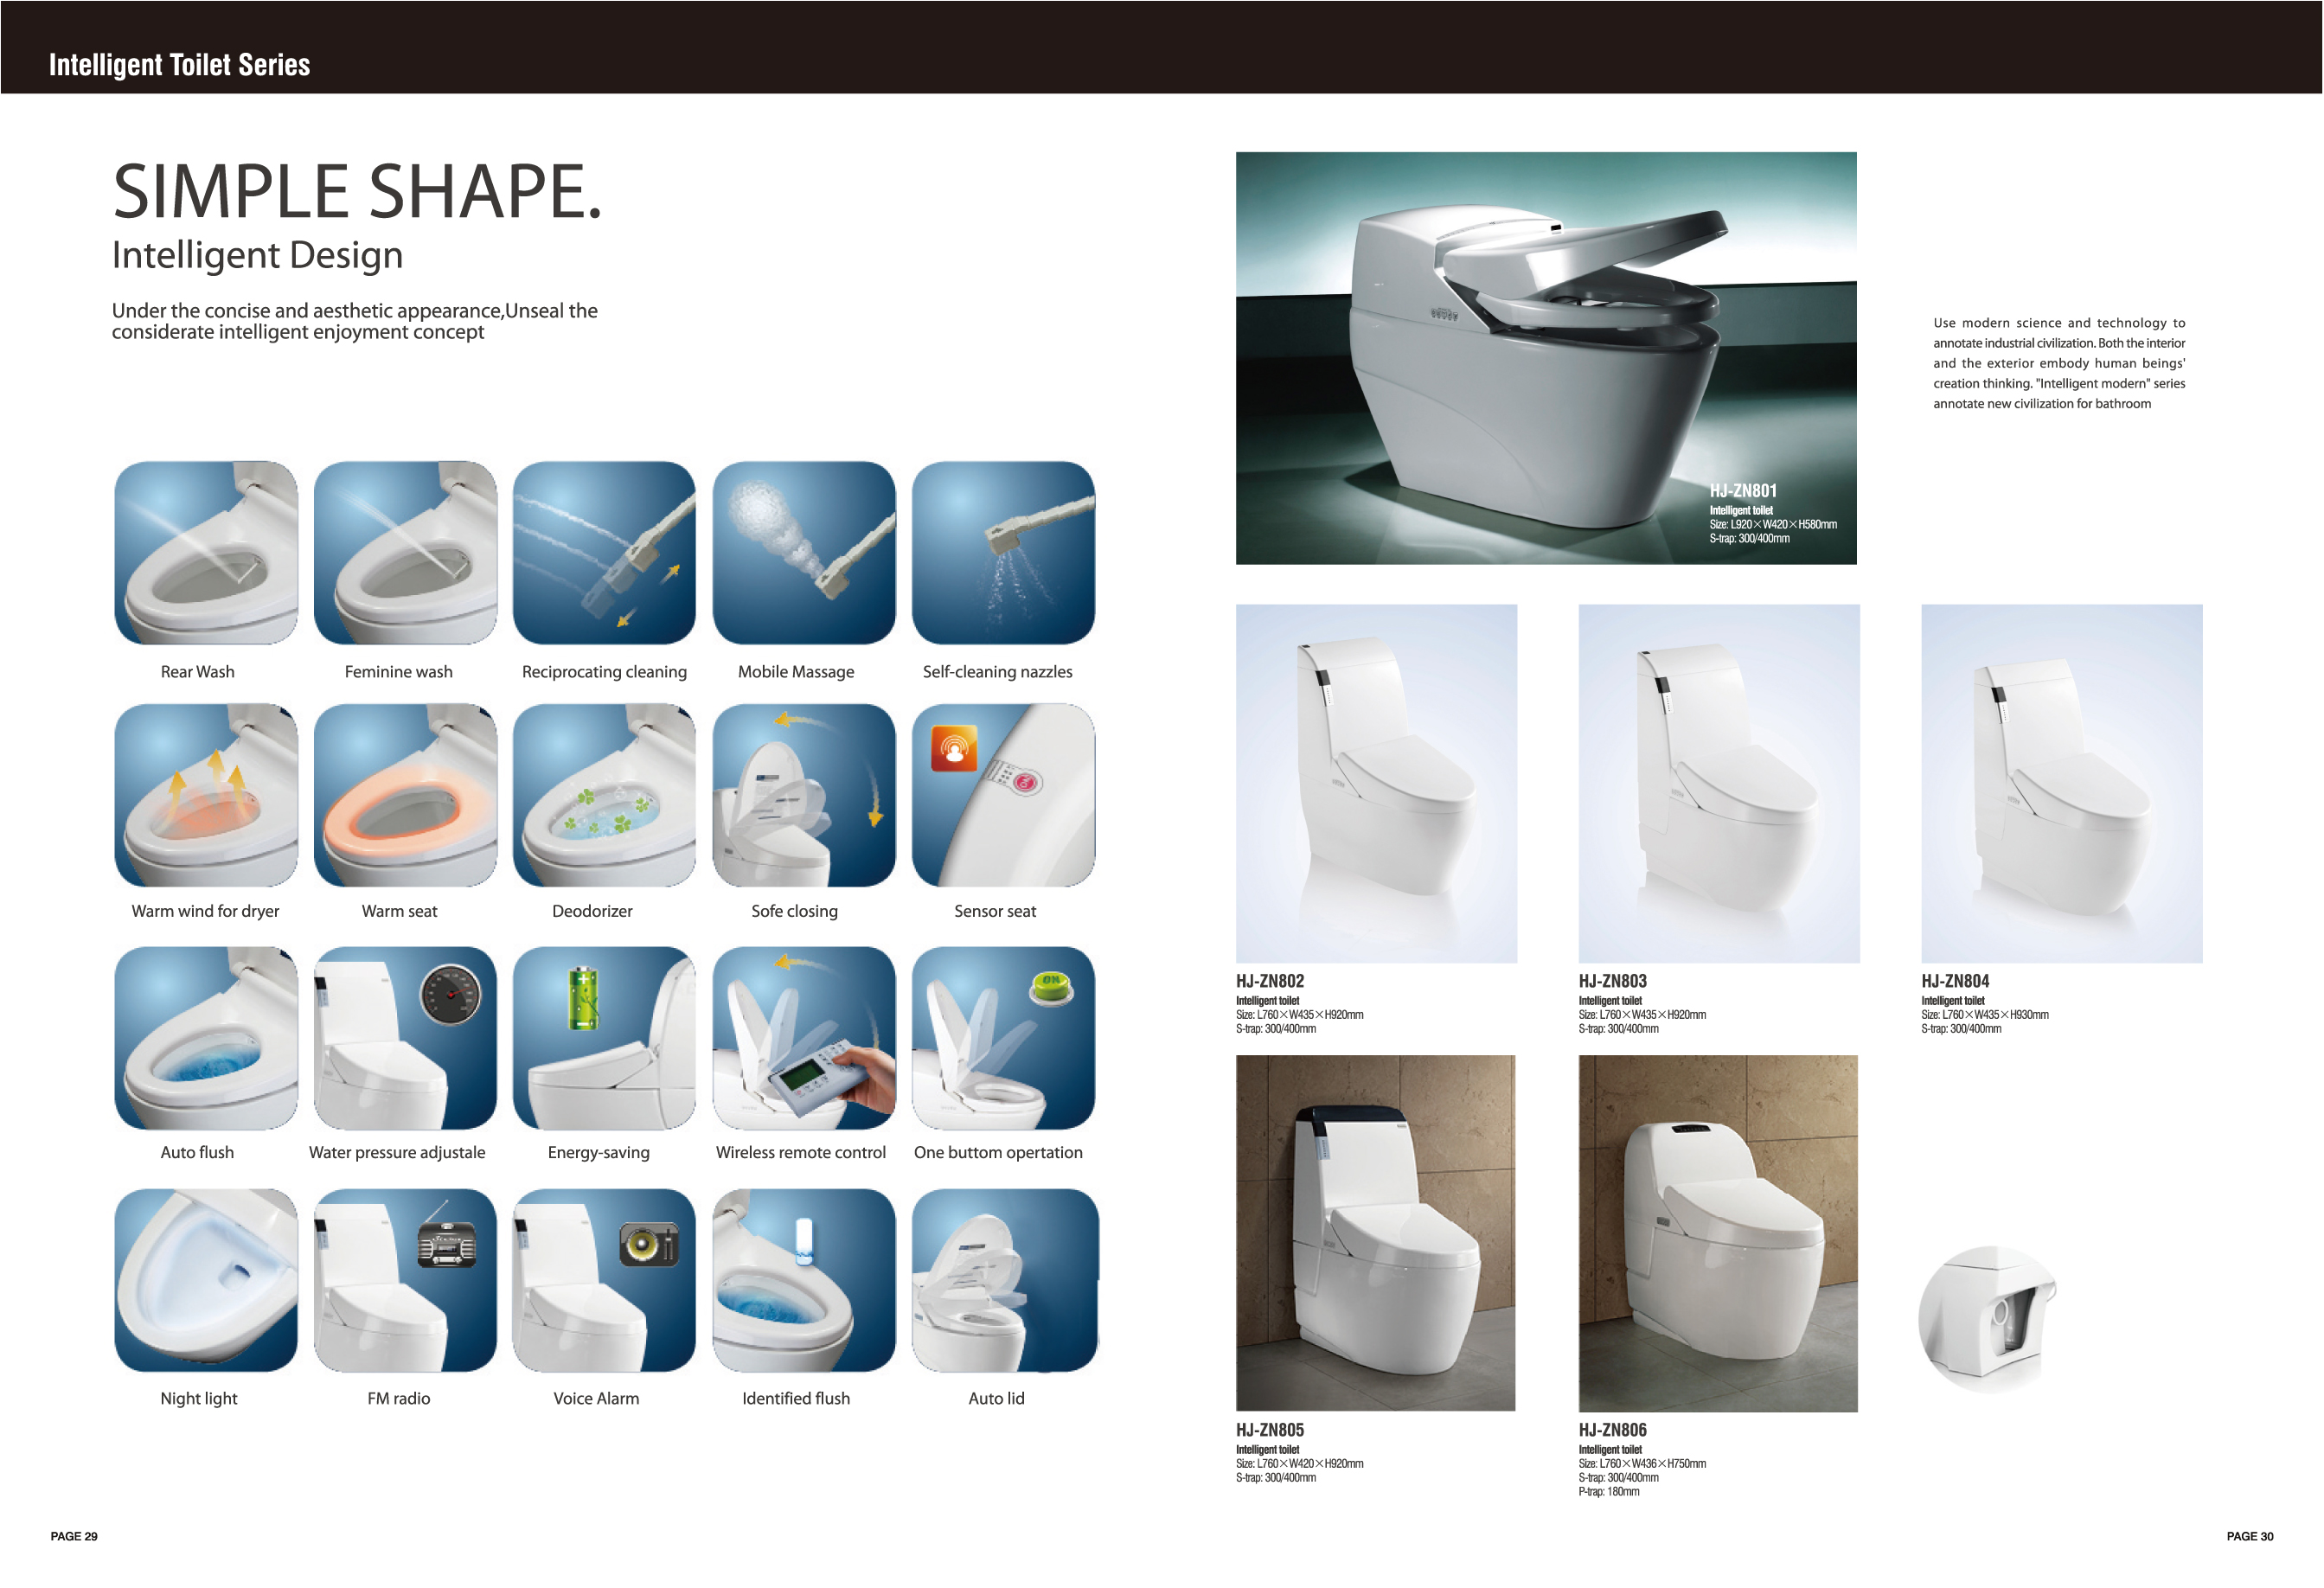 Intelligent Toilet Series
SIMPLE SHAPE.
Intelligent Design
Under the concise and aesthetic appearance,Unseal the
considerate intelligent enjoyment concept
Rear Wash
Feminine wash
Reciprocating cleaning
Mobile Massage
Self-cleaning nazzles
Warm wind for dryer
Warm seat
Deodorizer
Sofe closing
Sensor seat
ON
Auto flush
Water pressure adjustale
Energy-saving
Wireless remote control
One buttom opertation
Night light
FM radio
Voice Alarm
Identified flush
Auto lid
PAGE 29
HJ-ZN801
Intelligent toilet
Size: L920×W420×H580mm
S-trap: 300/400mm
Use modern science and technology to
annotate industrial civilization. Both the interior
and the exterior embody human beings'
creation thinking. "Intelligent modern" series
annotate new civilization for bathroom
HJ-ZN802
Intelligent toilet
Size: L760×W435×H920mm
S-trap: 300/400mm
HJ-ZN803
Intelligent toilet
Size: L760×W435×H920mm
S-trap: 300/400mm
HJ-ZN804
Intelligent toilet
Size: L760×W435×H930mm
S-trap: 300/400mm
HJ-ZN805
Intelligent toilet
Size: L760×W420×H920mm
S-trap: 300/400mm
HJ-ZN806
Intelligent toilet
Size: L760×W436×H750mm
S-trap: 300/400mm
P-trap: 180mm
PAGE 30